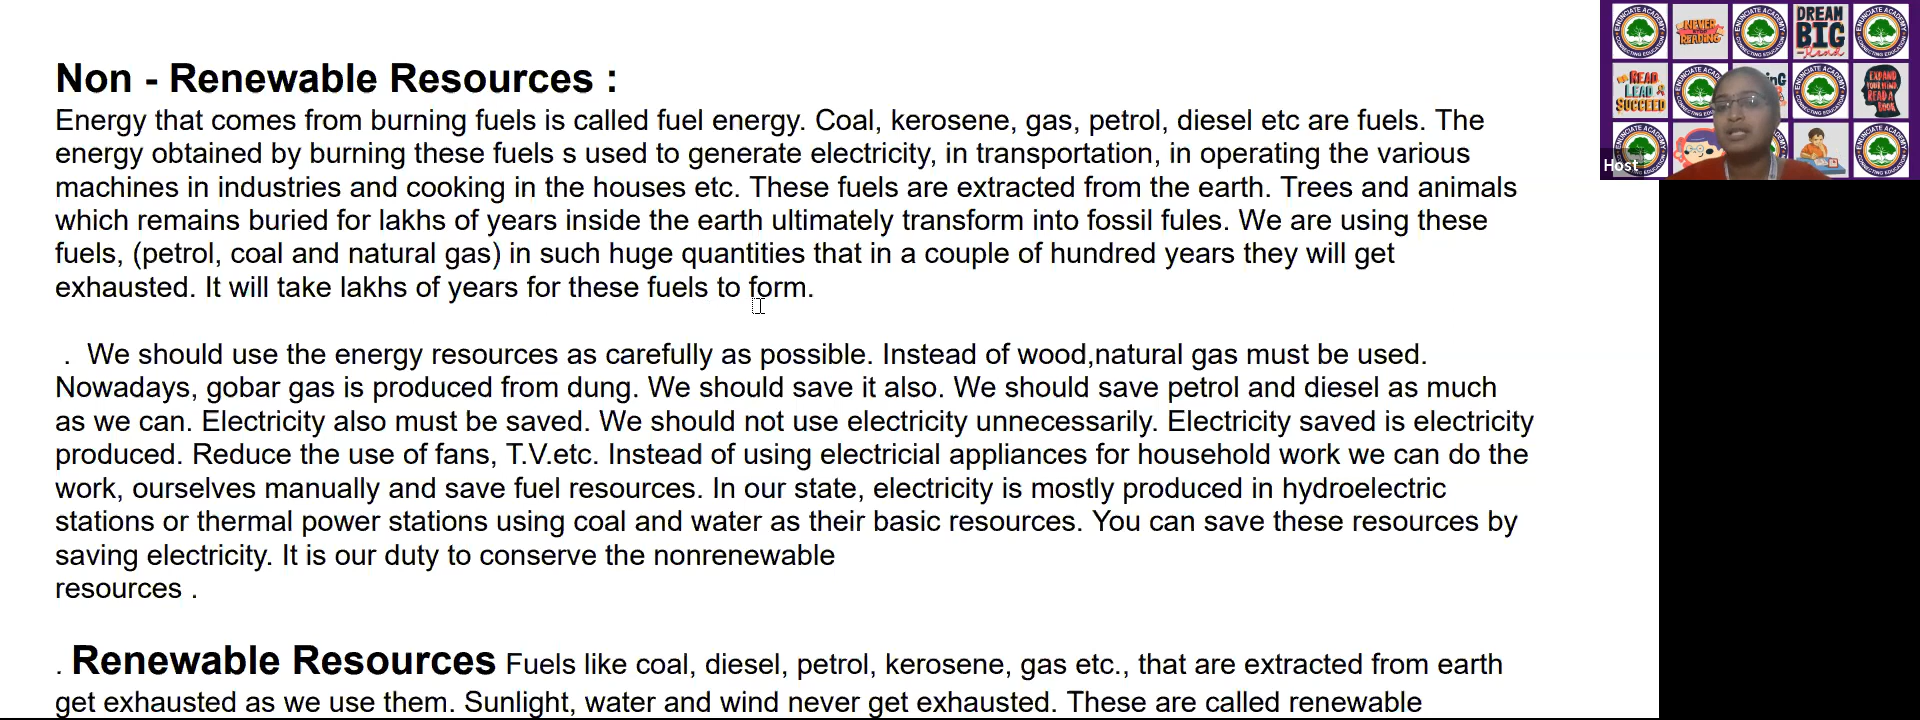 Non - Renewable Resources :
Energy that comes from burning fuels is called fuel energy. Coal, kerosene, gas, petrol, diesel etc are fuels. The
energy obtained by burning these fuels s used to generate electricity, in transportation, in operating the various
machines in industries and cooking in the houses etc. These fuels are extracted from the earth. Trees and animals
which remains buried for lakhs of years inside the earth ultimately transform into fossil fules. We are using these
fuels, (petrol, coal and natural gas) in such huge quantities that in a couple of hundred years they will get
exhausted. It will take lakhs of years for these fuels to form.
. We should use the energy resources as carefully as possible. Instead of wood,natural gas must be used.
Nowadays, gobar gas is produced from dung. We should save it also. We should save petrol and diesel as much
as we can. Electricity also must be saved. We should not use electricity unnecessarily. Electricity saved is electricity
produced. Reduce the use of fans, T.V.etc. Instead of using electricial appliances for household work we can do the
work, ourselves manually and save fuel resources. In our state, electricity is mostly produced in hydroelectric
stations or thermal power stations using coal and water as their basic resources. You can save these resources by
saving electricity. It is our duty to conserve the nonrenewable
resources .
. Renewable Resources Fuels like coal, diesel, petrol, kerosene, gas etc., that are extracted from earth
get exhausted as we use them. Sunlight, water and wind never get exhausted. These are called renewable
NEVER
READING
DREAM
BIG
READ
LEAD &
SUCCEED
EXPAND
YOUR MIND,
READ A
BOOK
Host